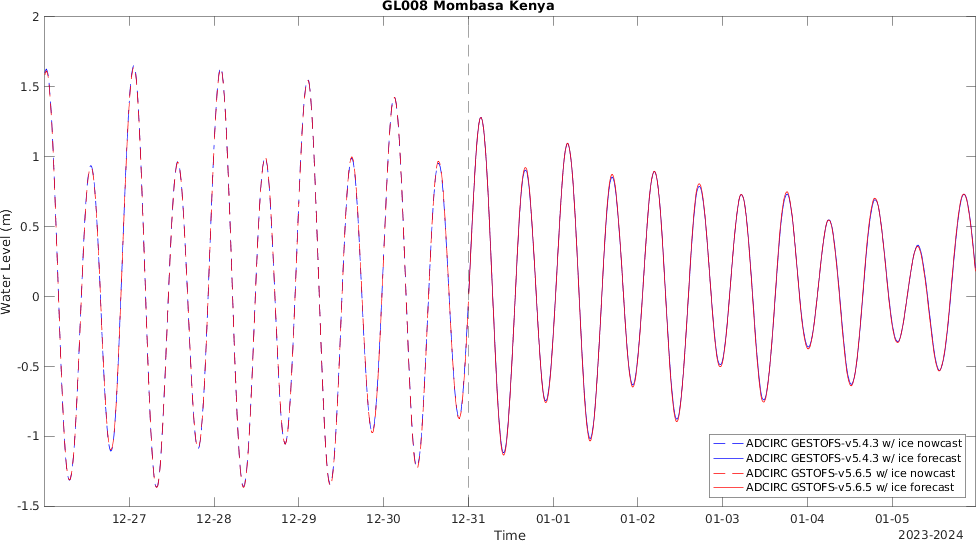 GL008 Mombasa Kenya
2
1.5
1
0.5
0
-0.5
-1
-1.5
Water Level (m)
ADCIRC GESTOFS-v5.4.3 w/ ice nowcast
ADCIRC GESTOFS-v5.4.3 w/ ice forecast
ADCIRC GSTOFS-v5.6.5 w/ ice nowcast
ADCIRC GSTOFS-v5.6.5 w/ ice forecast
12-27 12-28 12-29 12-30 12-31 01-01 01-02 01-03 01-04 01-05
Time
2023-2024